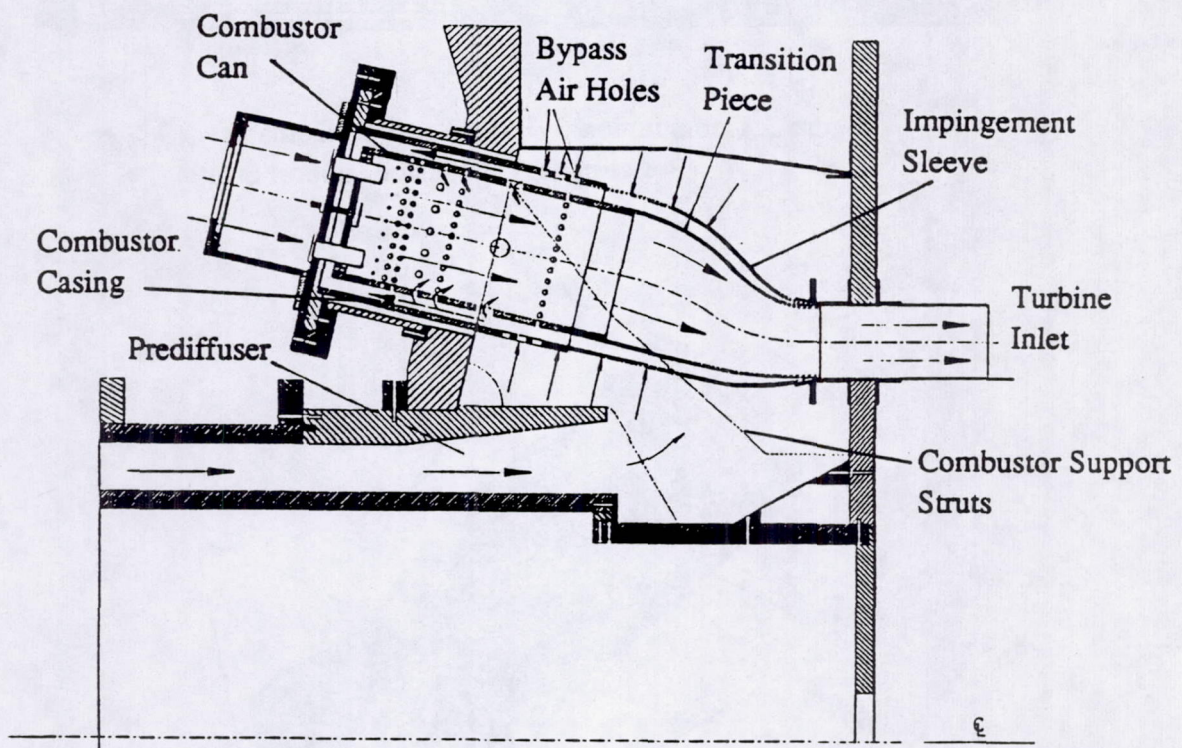 Combustor
Can
Bypass
Air Holes
Transition
Piece
Impingement
Sleeve
Combustor
Casing
Turbine
Inlet
Prediffuser
Combustor Support
Struts
℄